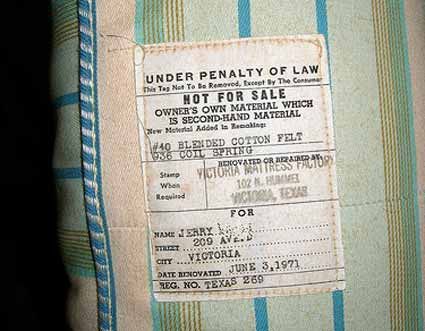 UNDER PENALTY OF LAW
This Tag Not To Be Removed, Except By The Consumer
NOT FOR SALE
OWNER'S OWN MATERIAL WHICH
IS SECOND-HAND MATERIAL
New Material Added in Remaking:
#40 BLENDED COTTON FELT
936 COIL SPRING
RENOVATED OR REPAIRED BY:
Stamp
When
Required
VICTORIA MATTRESS FACTORY
102 N. HUMMEL
VICTORIA, TEXAS
FOR
NAME JERRY
STREET 209 AVE.
CITY VICTORIA
DATE RENOVATED JUNE 3,1971
REG. NO. TEXAS 269